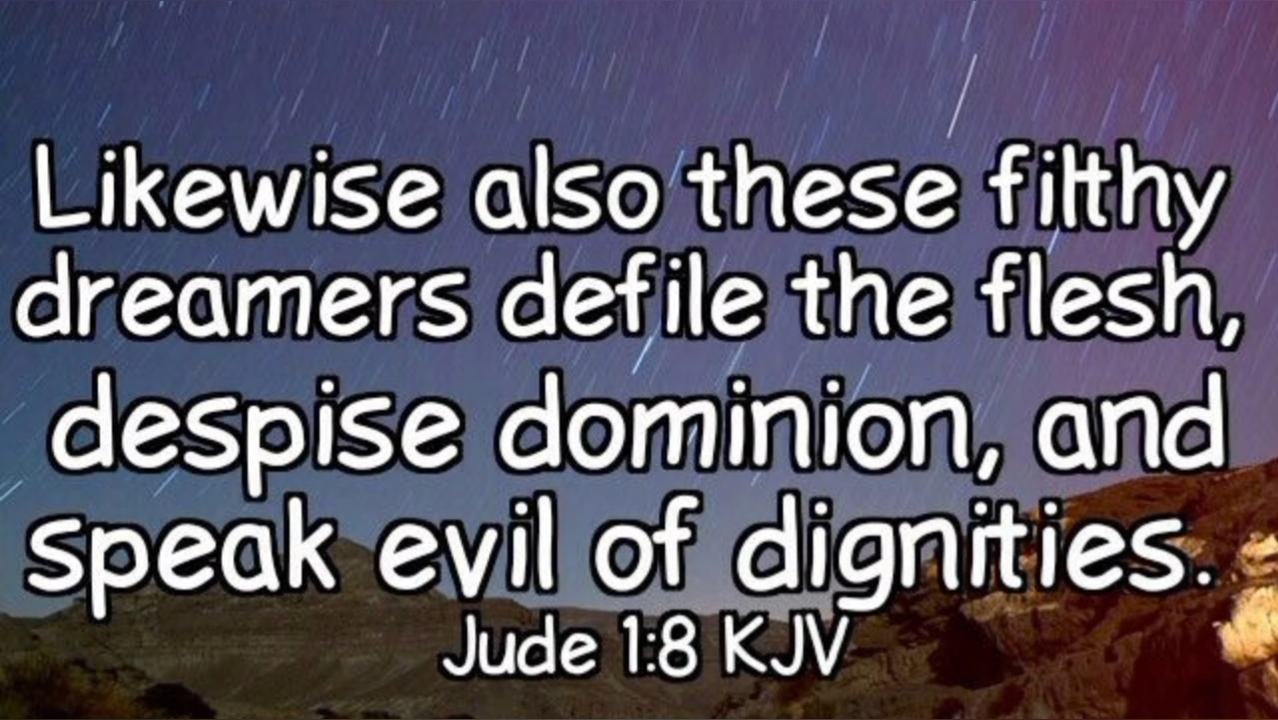 Likewise also these filthy
dreamers defile the flesh,
despise dominion, and
speak evil of dignities.
Jude 1:8 KJV